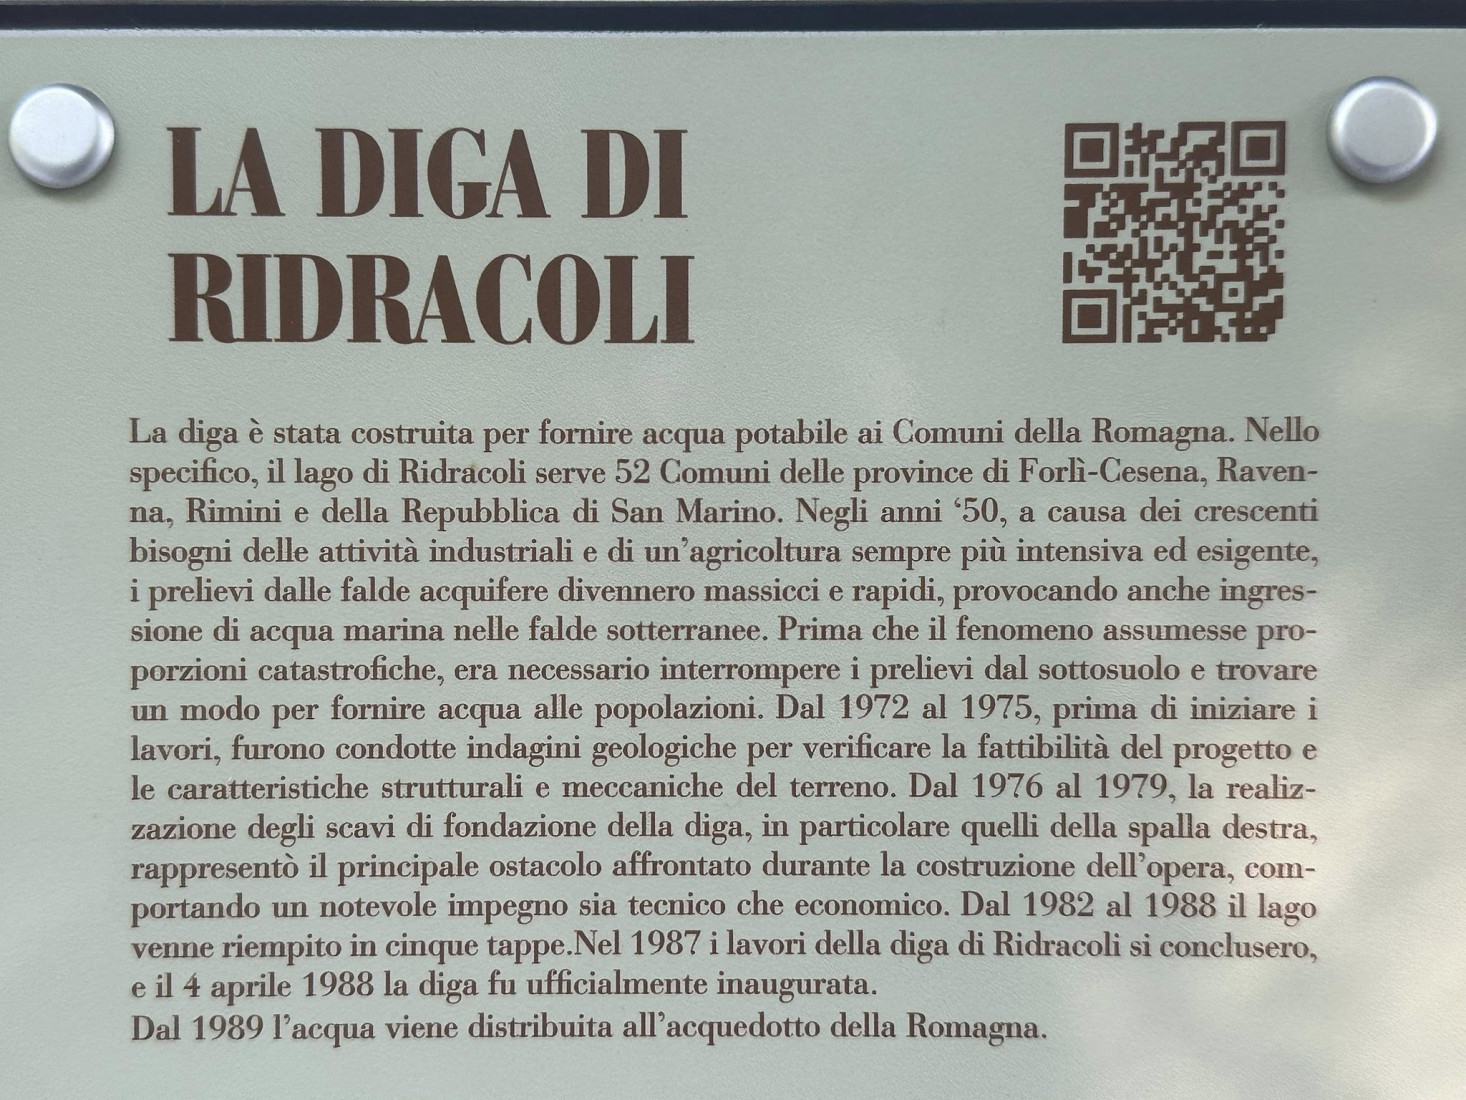 LA DIGA DI
RIDRACOLI
La diga è stata costruita per fornire acqua potabile ai Comuni della Romagna. Nello
specifico, il lago di Ridracoli serve 52 Comuni delle province di Forlì-Cesena, Raven-
na, Rimini e della Repubblica di San Marino. Negli anni ‘50, a causa dei crescenti
bisogni delle attività industriali e di un’agricoltura sempre più intensiva ed esigente,
i prelievi dalle falde acquifere divennero massicci e rapidi, provocando anche ingres-
sione di acqua marina nelle falde sotterranee. Prima che il fenomeno assumesse pro-
porzioni catastrofiche, era necessario interrompere i prelievi dal sottosuolo e trovare
un modo per fornire acqua alle popolazioni. Dal 1972 al 1975, prima di iniziare i
lavori, furono condotte indagini geologiche per verificare la fattibilità del progetto e
le caratteristiche strutturali e meccaniche del terreno. Dal 1976 al 1979, la realiz-
zazione degli scavi di fondazione della diga, in particolare quelli della spalla destra,
rappresentò il principale ostacolo affrontato durante la costruzione dell’opera, com-
portando un notevole impegno sia tecnico che economico. Dal 1982 al 1988 il lago
venne riempito in cinque tappe.Nel 1987 i lavori della diga di Ridracoli si conclusero,
e il 4 aprile 1988 la diga fu ufficialmente inaugurata.
Dal 1989 l’acqua viene distribuita all’acquedotto della Romagna.